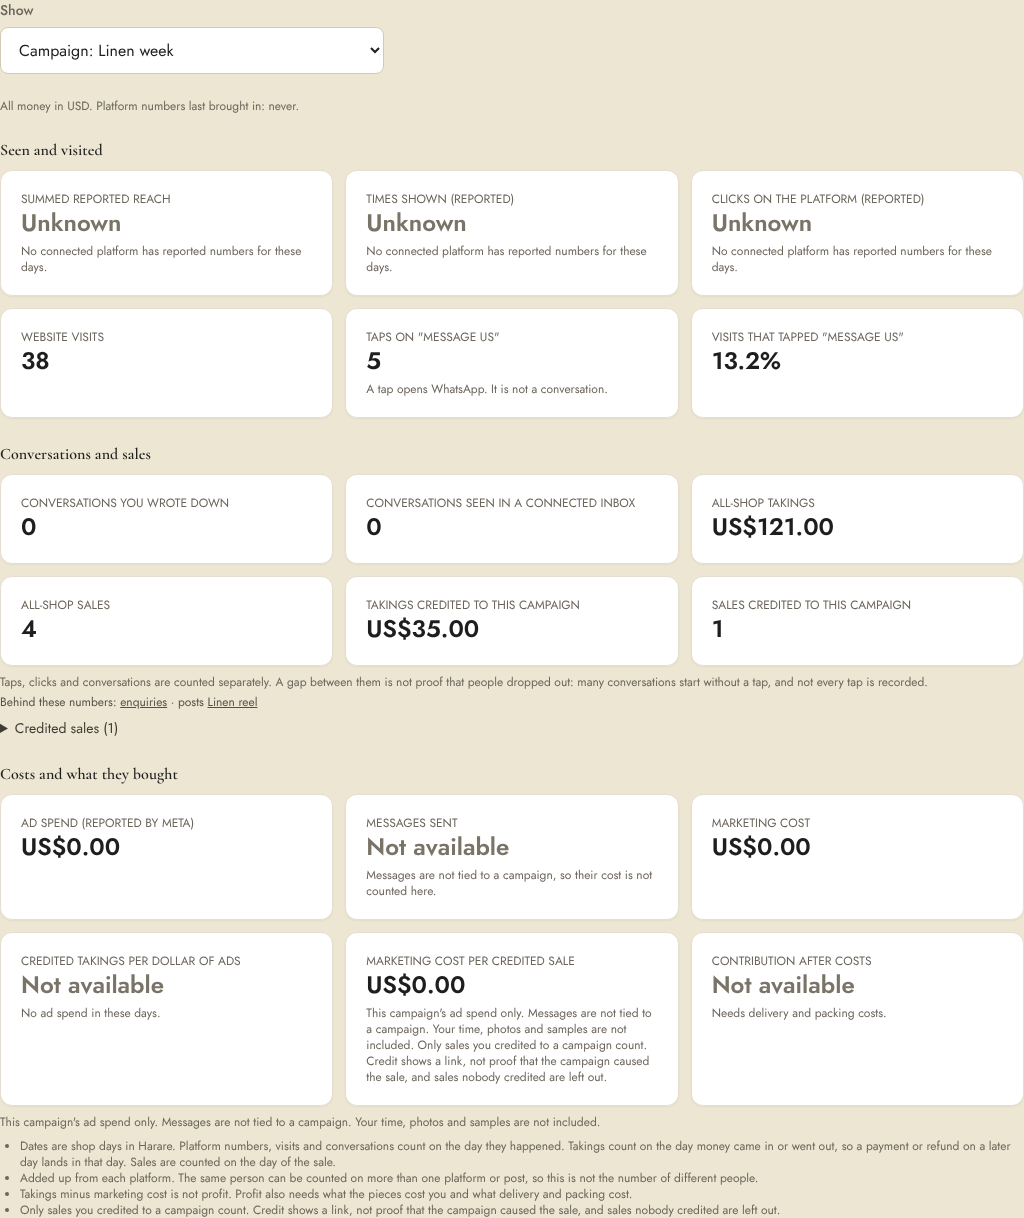 Show
Campaign: Linen week
All money in USD. Platform numbers last brought in: never.
Seen and visited
SUMMED REPORTED REACH
Unknown
No connected platform has reported numbers for these
days.
TIMES SHOWN (REPORTED)
Unknown
No connected platform has reported numbers for these
days.
CLICKS ON THE PLATFORM (REPORTED)
Unknown
No connected platform has reported numbers for these
days.
WEBSITE VISITS
38
TAPS ON "MESSAGE US"
5
A tap opens WhatsApp. It is not a conversation.
VISITS THAT TAPPED "MESSAGE US"
13.2%
Conversations and sales
CONVERSATIONS YOU WROTE DOWN
0
CONVERSATIONS SEEN IN A CONNECTED INBOX
0
ALL-SHOP TAKINGS
US$121.00
ALL-SHOP SALES
4
TAKINGS CREDITED TO THIS CAMPAIGN
US$35.00
SALES CREDITED TO THIS CAMPAIGN
1
Taps, clicks and conversations are counted separately. A gap between them is not proof that people dropped out: many conversations start without a tap, and not every tap is recorded.
Behind these numbers: enquiries · posts Linen reel
Credited sales (1)
Costs and what they bought
AD SPEND (REPORTED BY META)
US$0.00
MESSAGES SENT
Not available
Messages are not tied to a campaign, so their cost is not
counted here.
MARKETING COST
US$0.00
CREDITED TAKINGS PER DOLLAR OF ADS
Not available
No ad spend in these days.
MARKETING COST PER CREDITED SALE
US$0.00
This campaign's ad spend only. Messages are not tied to
a campaign. Your time, photos and samples are not
included. Only sales you credited to a campaign count.
Credit shows a link, not proof that the campaign caused
the sale, and sales nobody credited are left out.
CONTRIBUTION AFTER COSTS
Not available
Needs delivery and packing costs.
This campaign's ad spend only. Messages are not tied to a campaign. Your time, photos and samples are not included.
• Dates are shop days in Harare. Platform numbers, visits and conversations count on the day they happened. Takings count on the day money came in or went out, so a payment or refund on a later
day lands in that day. Sales are counted on the day of the sale.
• Added up from each platform. The same person can be counted on more than one platform or post, so this is not the number of different people.
• Takings minus marketing cost is not profit. Profit also needs what the pieces cost you and what delivery and packing cost.
• Only sales you credited to a campaign count. Credit shows a link, not proof that the campaign caused the sale, and sales nobody credited are left out.